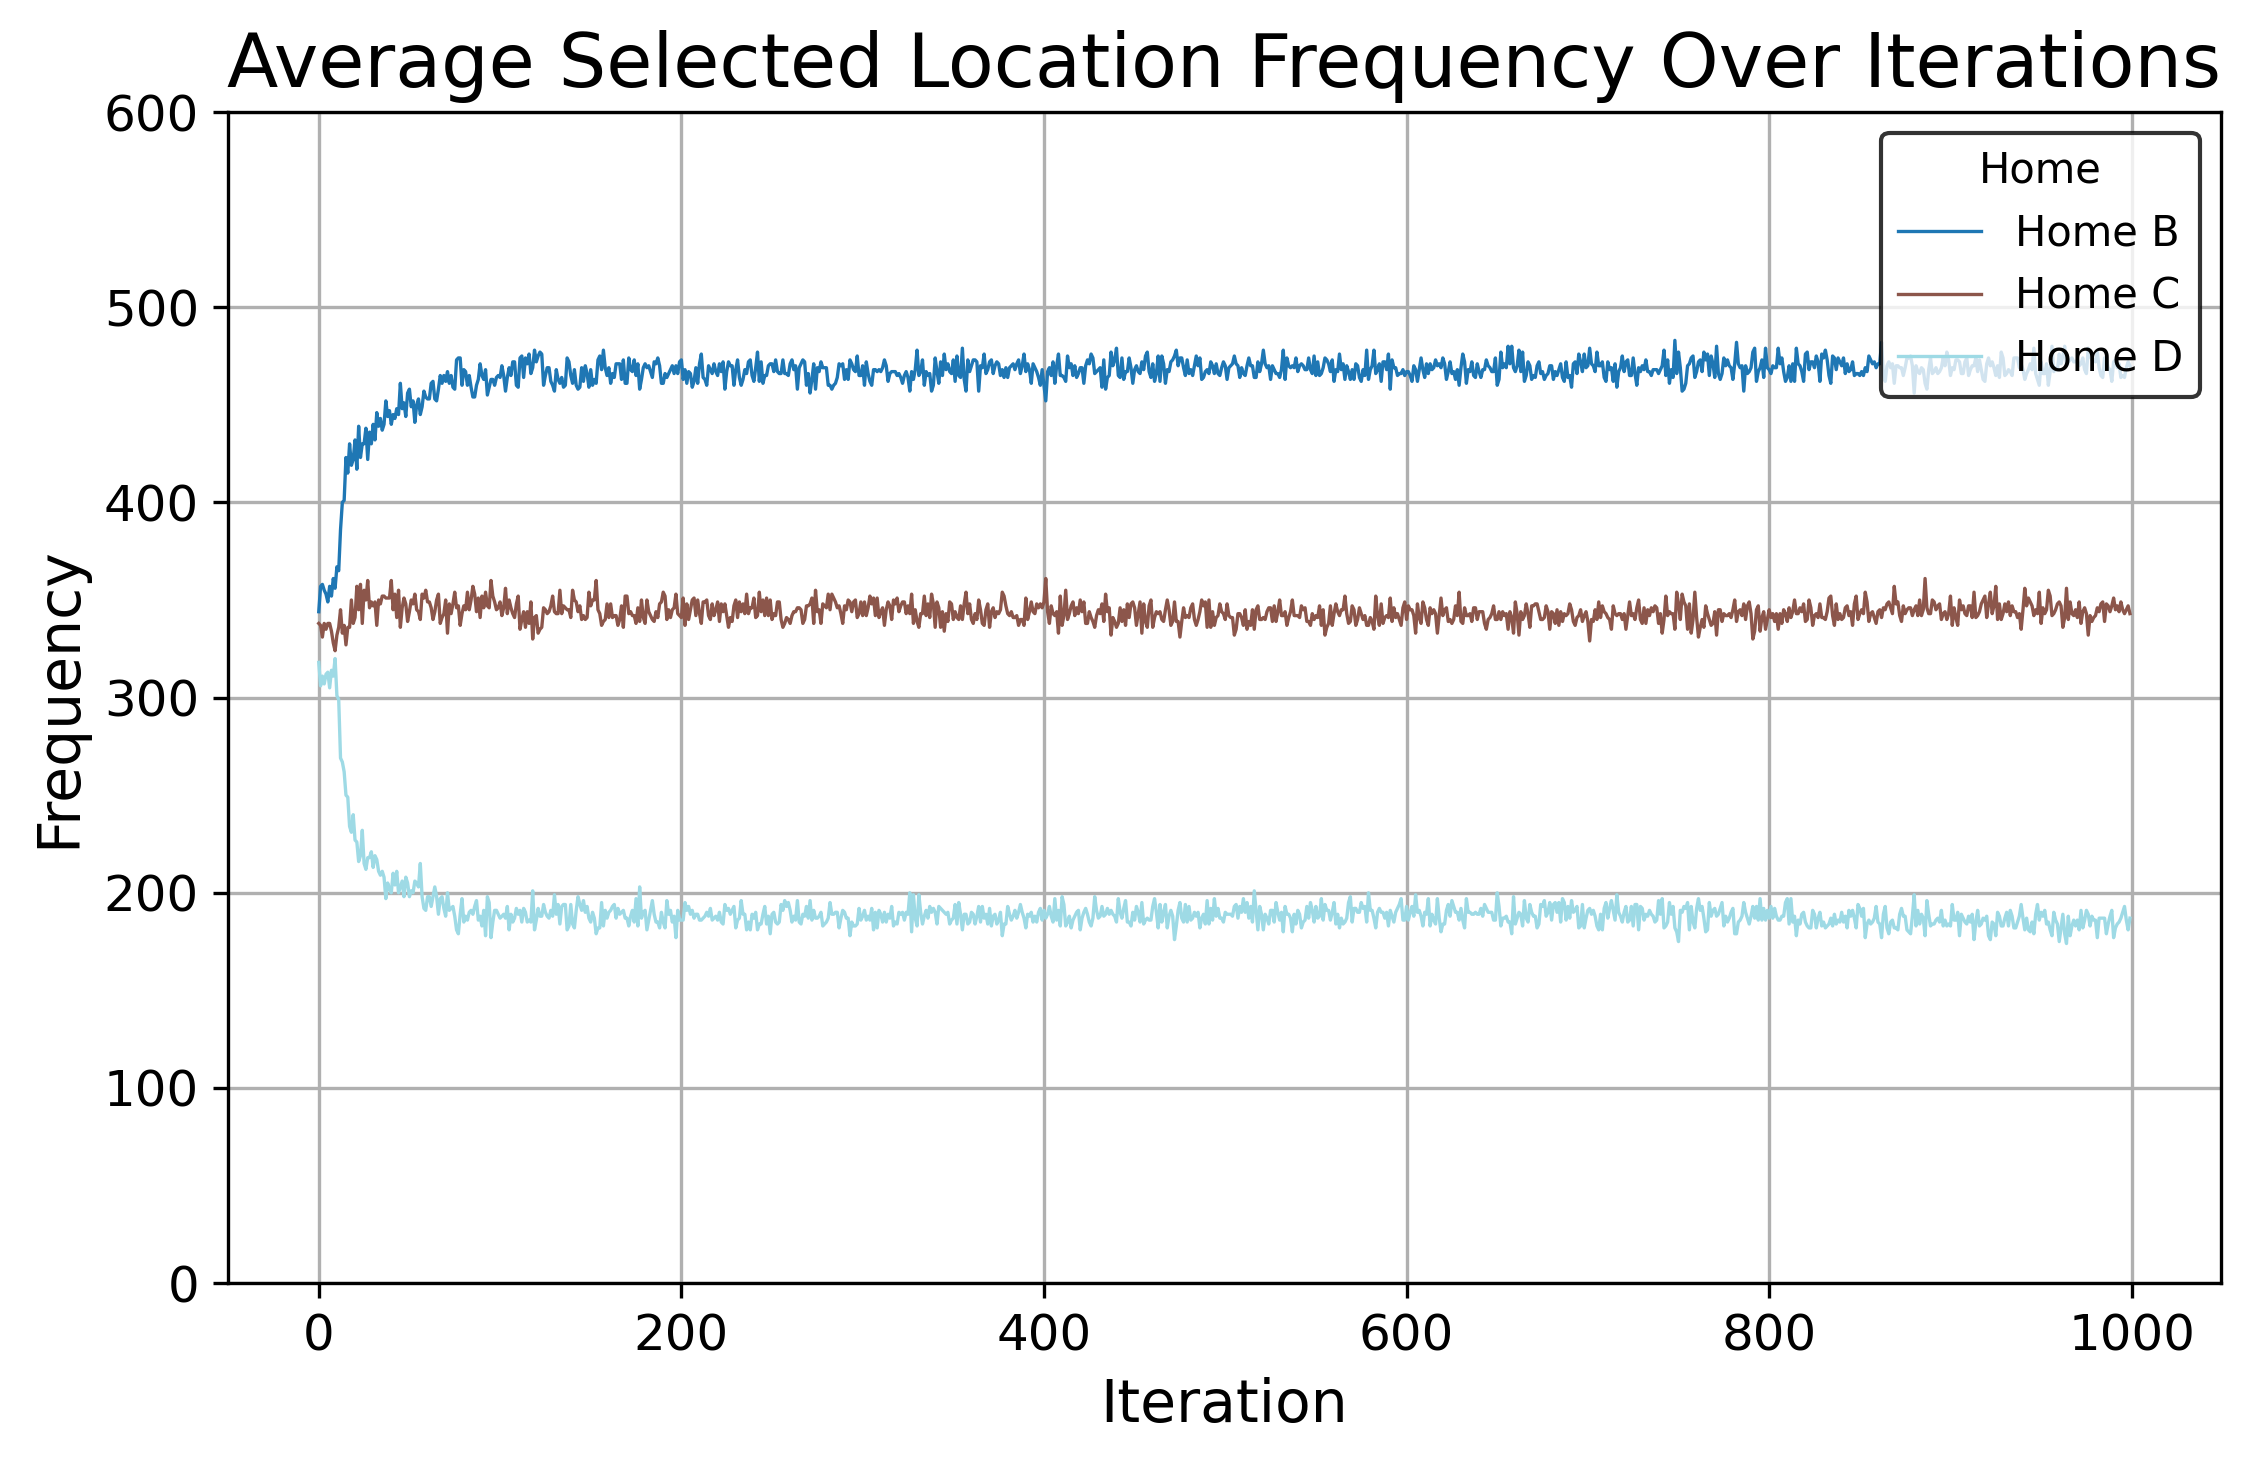 Average Selected Location Frequency Over Iterations
600
500
400
300
200
100
0
Frequency
0 200 400 600 800 1000
Iteration
Home
Home B
Home C
Home D